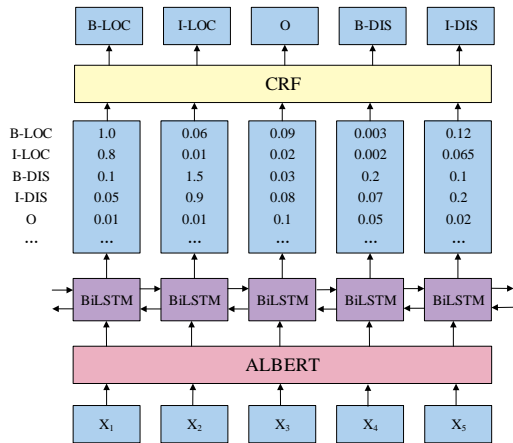 B-LOC I-LOC O B-DIS I-DIS
CRF
B-LOC 1.0 0.06 0.09 0.003 0.12
I-LOC 0.8 0.01 0.02 0.002 0.065
B-DIS 0.1 1.5 0.03 0.2 0.1
I-DIS 0.05 0.9 0.08 0.07 0.2
O 0.01 0.01 0.1 0.05 0.02
... ... ... ... ... ...
BiLSTM BiLSTM BiLSTM BiLSTM BiLSTM
ALBERT
X₁ X₂ X₃ X₄ X₅